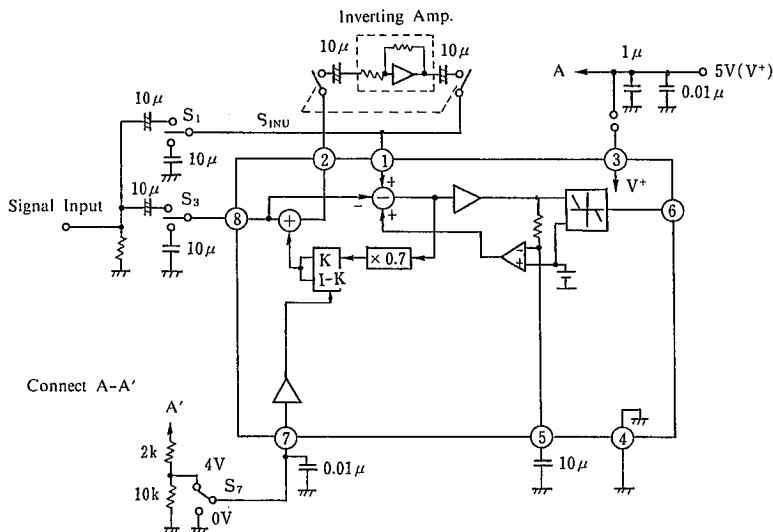 Inverting Amp.
10μ 10μ
1μ
A 5V(V⁺)
0.01μ
10μ S₁
S_INU
10μ
2 1 3
V⁺
10μ S₃
Signal Input
8 + − + − + 6
10μ
K
I-K
× 0.7
− +
Connect A-A′
A′
2k
4V
7 5 4
10k
S₇
0.01μ
10μ
0V